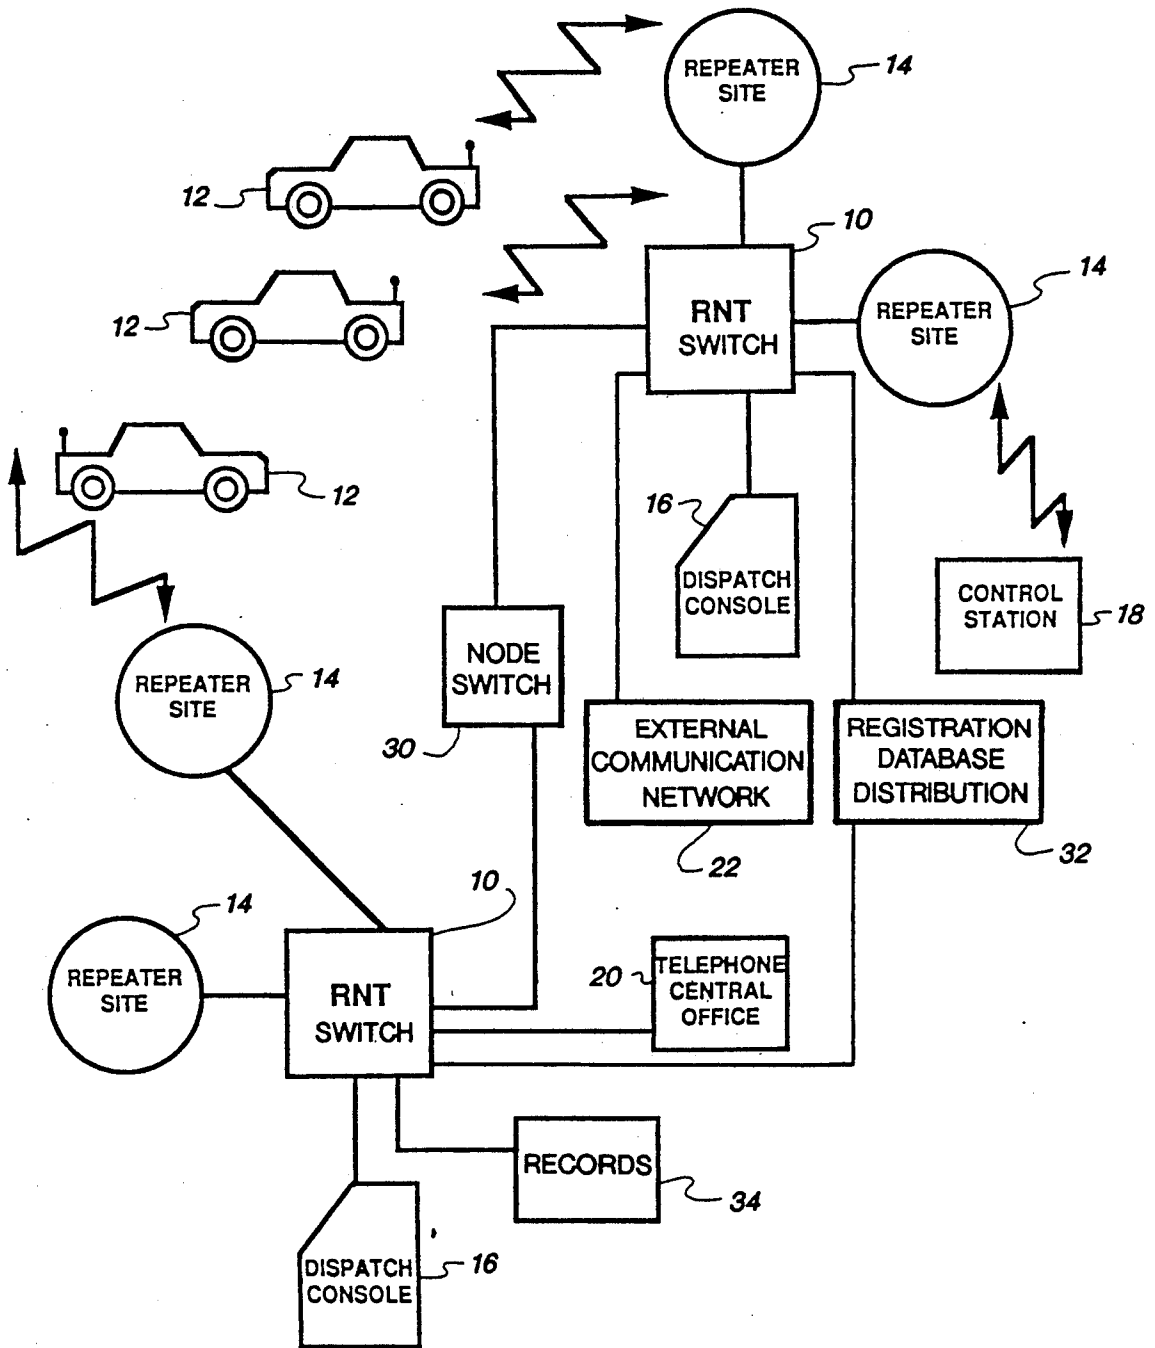 REPEATER
SITE
14
12
10
RNT
SWITCH
REPEATER
SITE
14
12
12
16
DISPATCH
CONSOLE
CONTROL
STATION
18
NODE
SWITCH
30
REPEATER
SITE
14
EXTERNAL
COMMUNICATION
NETWORK
22
REGISTRATION
DATABASE
DISTRIBUTION
32
10
RNT
SWITCH
14
REPEATER
SITE
20
TELEPHONE
CENTRAL
OFFICE
RECORDS
34
DISPATCH
CONSOLE
16